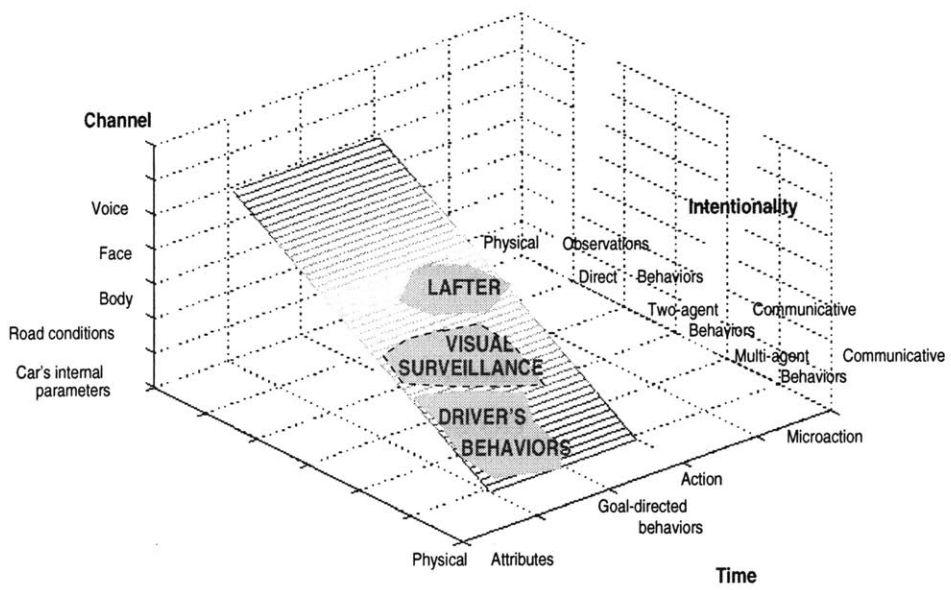 Channel
Voice
Face
Body
Road conditions
Car's internal
parameters
Intentionality
Physical Observations
Direct Behaviors
Two-agent Communicative
Behaviors
Multi-agent Communicative
Behaviors
LAFTER
VISUAL
SURVEILLANCE
DRIVER'S
BEHAVIORS
Microaction
Action
Goal-directed
behaviors
Physical Attributes
Time